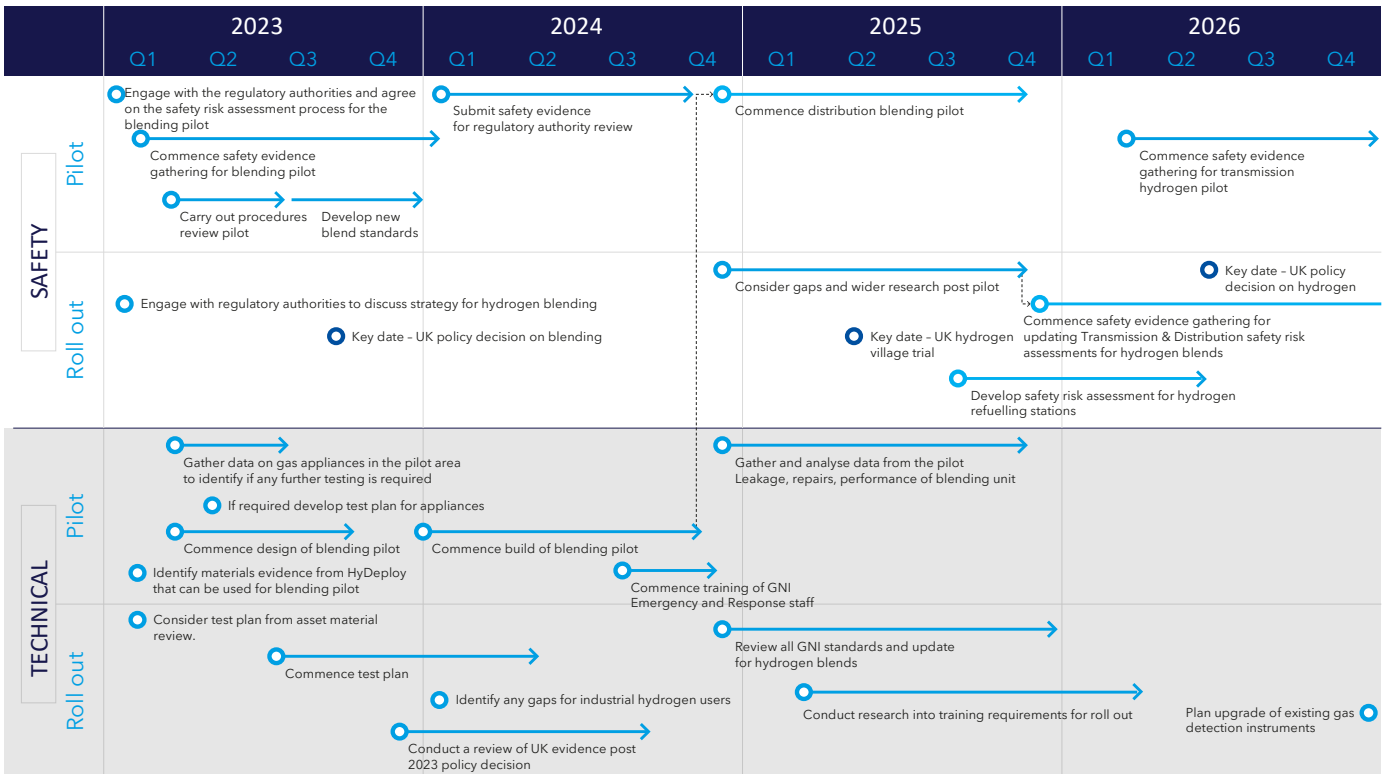 2023
2024
2025
2026
Q1
Q2
Q3
Q4
Q1
Q2
Q3
Q4
Q1
Q2
Q3
Q4
Q1
Q2
Q3
Q4
SAFETY
Pilot
Engage with the regulatory authorities and agree
on the safety risk assessment process for the
blending pilot
Submit safety evidence
for regulatory authority review
Commence distribution blending pilot
Commence safety evidence
gathering for blending pilot
Commence safety evidence
gathering for transmission
hydrogen pilot
Carry out procedures
review pilot
Develop new
blend standards
Roll out
Consider gaps and wider research post pilot
Key date – UK policy
decision on hydrogen
Engage with regulatory authorities to discuss strategy for hydrogen blending
Commence safety evidence gathering for
updating Transmission & Distribution safety risk
assessments for hydrogen blends
Key date – UK policy decision on blending
Key date – UK hydrogen
village trial
Develop safety risk assessment for hydrogen
refuelling stations
TECHNICAL
Pilot
Gather data on gas appliances in the pilot area
to identify if any further testing is required
Gather and analyse data from the pilot
Leakage, repairs, performance of blending unit
If required develop test plan for appliances
Commence design of blending pilot
Commence build of blending pilot
Identify materials evidence from HyDeploy
that can be used for blending pilot
Commence training of GNI
Emergency and Response staff
Roll out
Consider test plan from asset material
review.
Review all GNI standards and update
for hydrogen blends
Commence test plan
Identify any gaps for industrial hydrogen users
Conduct research into training requirements for roll out
Plan upgrade of existing gas
detection instruments
Conduct a review of UK evidence post
2023 policy decision